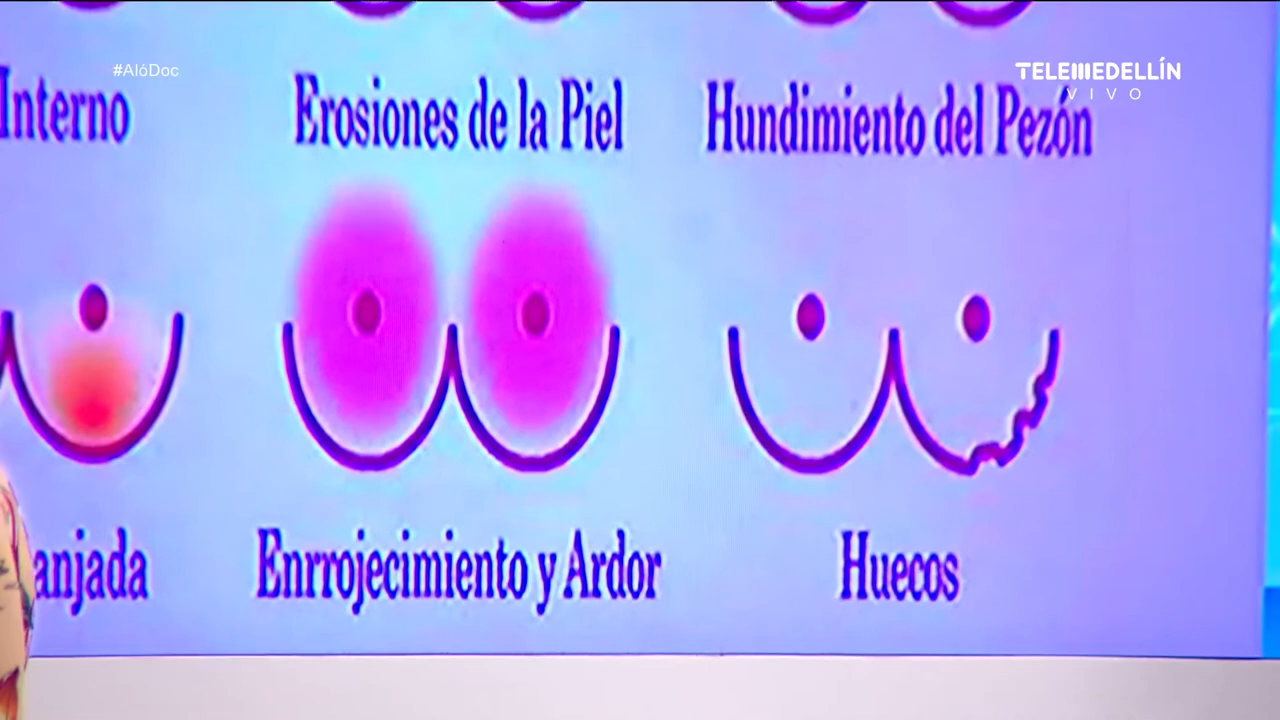 #AlóDoc
TELEMEDELLÍN
VIVO
Interno
Erosiones de la Piel
Hundimiento del Pezón
anjada
Enrrojecimiento y Ardor
Huecos